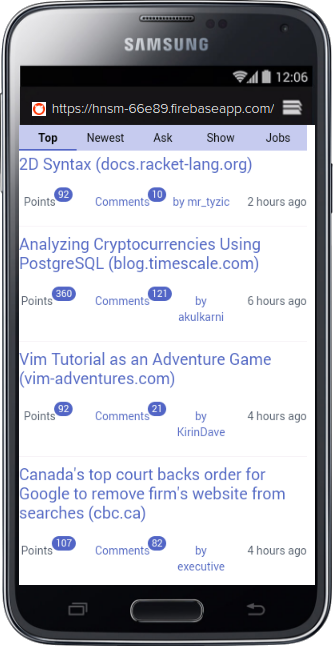 SAMSUNG
12:06
https://hnsm-66e89.firebaseapp.com/
Top Newest Ask Show Jobs
2D Syntax (docs.racket-lang.org)
Points 92 Comments 10 by mr_tyzic 2 hours ago
Analyzing Cryptocurrencies Using
PostgreSQL (blog.timescale.com)
Points 360 Comments 121 by 6 hours ago
akulkarni
Vim Tutorial as an Adventure Game
(vim-adventures.com)
Points 92 Comments 21 by 4 hours ago
KirinDave
Canada's top court backs order for
Google to remove firm's website from
searches (cbc.ca)
Points 107 Comments 82 by 4 hours ago
executive